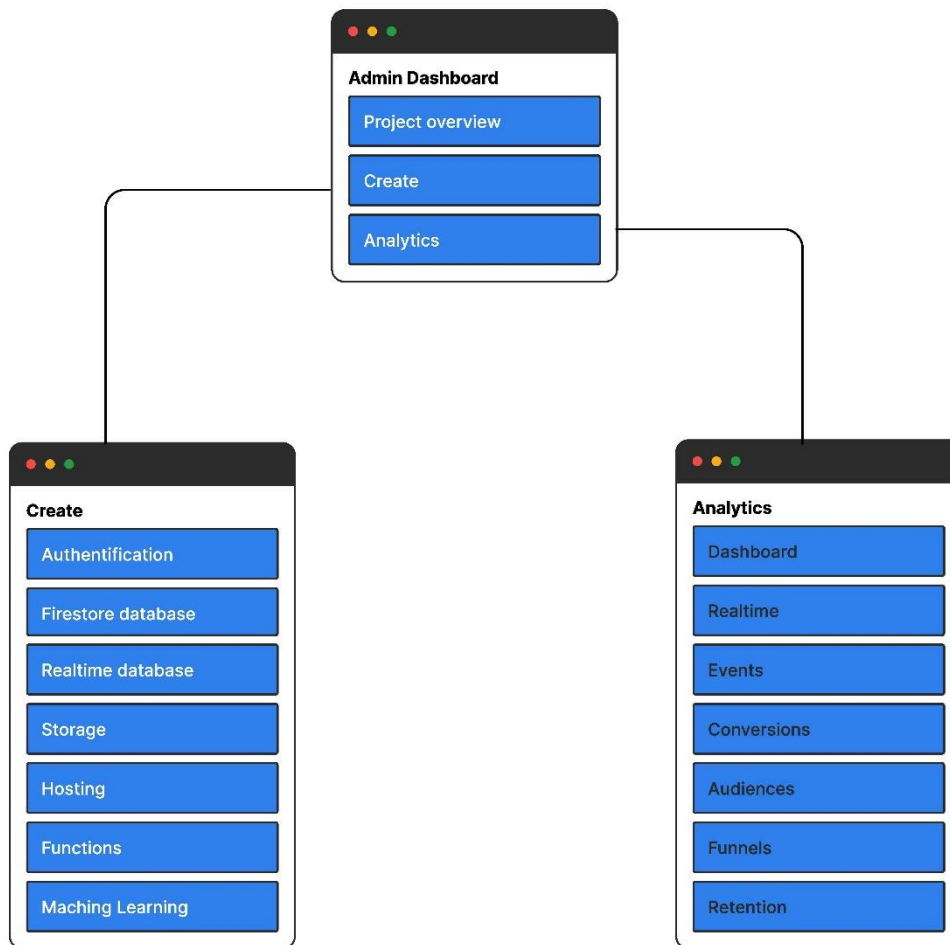 Admin Dashboard
Project overview
Create
Analytics
Create
Authentification
Firestore database
Realtime database
Storage
Hosting
Functions
Maching Learning
Analytics
Dashboard
Realtime
Events
Conversions
Audiences
Funnels
Retention